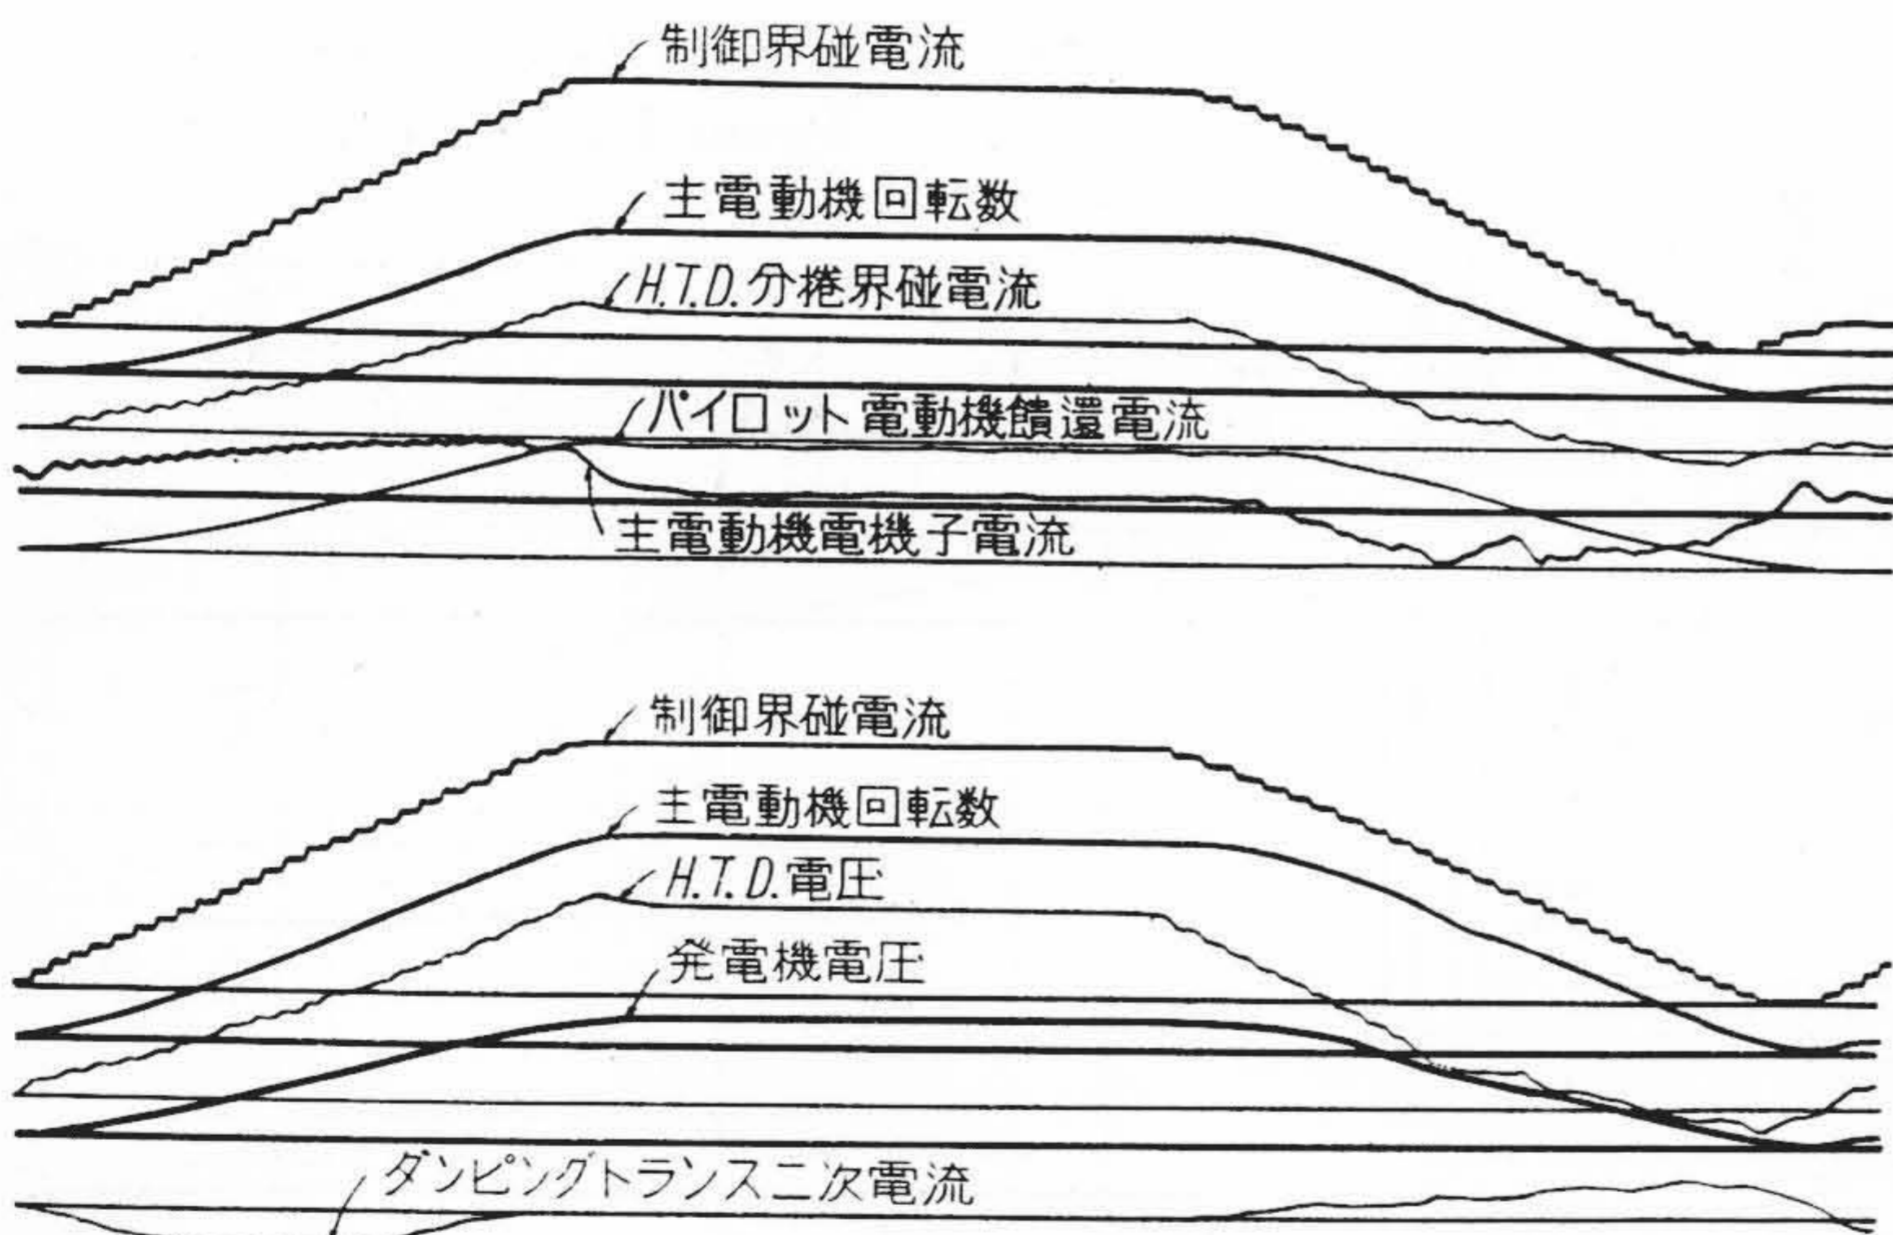 制御界磁電流
主電動機回転数
H.T.D.分捲界磁電流
パイロット電動機饋還電流
主電動機電機子電流
制御界磁電流
主電動機回転数
H.T.D.電圧
発電機電圧
ダンピングトランス二次電流